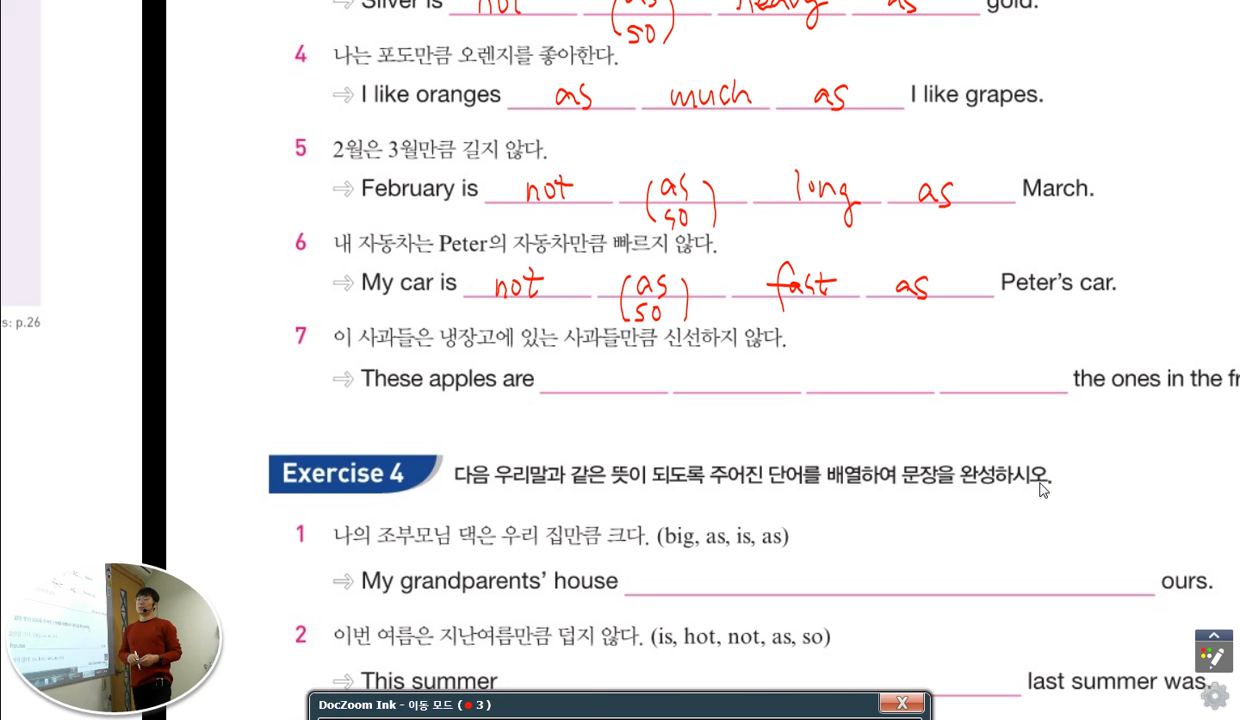 ⇨ Silver is not (as so) heavy as gold.
4 나는 포도만큼 오렌지를 좋아한다.
⇨ I like oranges as much as I like grapes.
5 2월은 3월만큼 길지 않다.
⇨ February is not (as so) long as March.
6 내 자동차는 Peter의 자동차만큼 빠르지 않다.
⇨ My car is not (as so) fast as Peter's car.
s: p.26
7 이 사과들은 냉장고에 있는 사과들만큼 신선하지 않다.
⇨ These apples are the ones in the fr
Exercise 4 다음 우리말과 같은 뜻이 되도록 주어진 단어를 배열하여 문장을 완성하시오.
1 나의 조부모님 댁은 우리 집만큼 크다. (big, as, is, as)
⇨ My grandparents' house ours.
2 이번 여름은 지난여름만큼 덥지 않다. (is, hot, not, as, so)
⇨ This summer last summer was.
DocZoom Ink - 이동 모드 ( 3 )